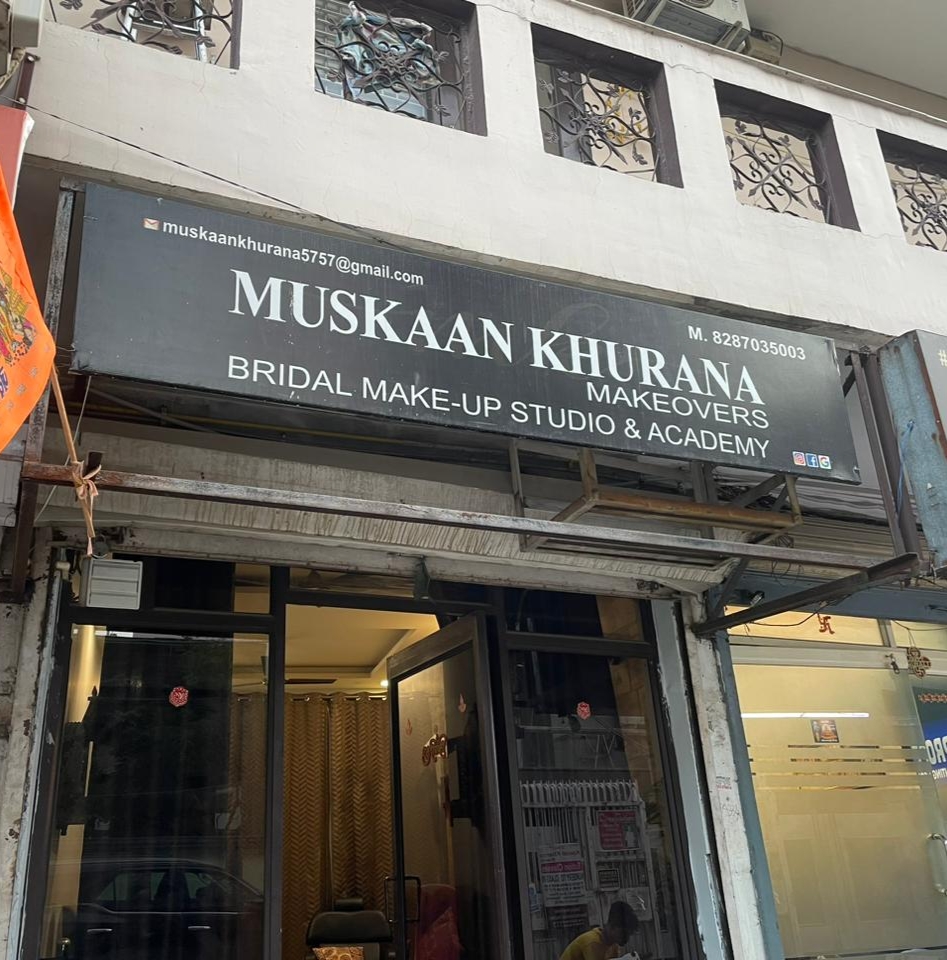 muskaankhurana5757@gmail.com
MUSKAAN KHURANA
M. 8287035003
MAKEOVERS
BRIDAL MAKE-UP STUDIO & ACADEMY